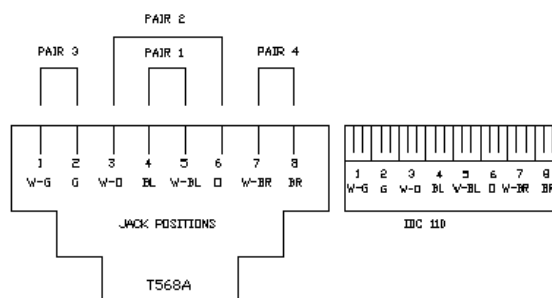 PAIR 2
PAIR 3 PAIR 1 PAIR 4
1 2 3 4 5 6 7 8
W-G G W-O BL W-BL O W-BR BR
JACK POSITIONS
T568A
1 2 3 4 5 6 7 8
W-G G W-O BL W-BL O W-BR BR
IDC 110